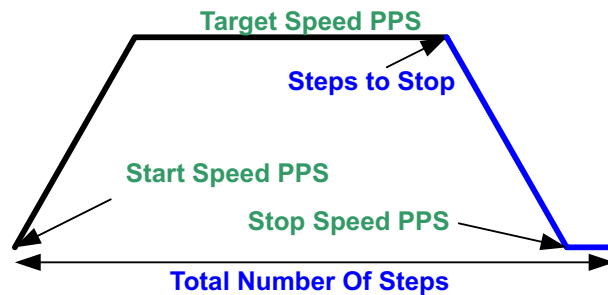 Target Speed PPS
Steps to Stop
Start Speed PPS
Stop Speed PPS
Total Number Of Steps